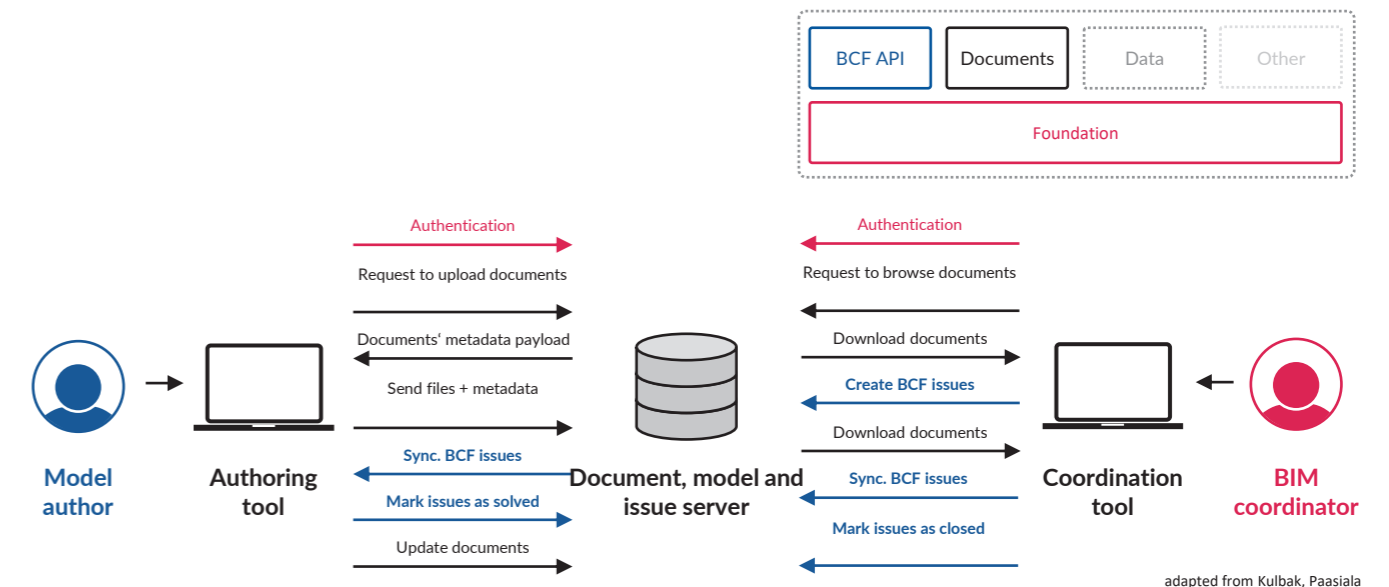 BCF API
Documents
Data
Other
Foundation
Authentication
Request to upload documents
Documents' metadata payload
Send files + metadata
Sync. BCF issues
Mark issues as solved
Update documents
Authentication
Request to browse documents
Download documents
Create BCF issues
Download documents
Sync. BCF issues
Mark issues as closed
Model
author
Authoring
tool
Document, model and
issue server
Coordination
tool
BIM
coordinator
adapted from Kulbak, Paasiala